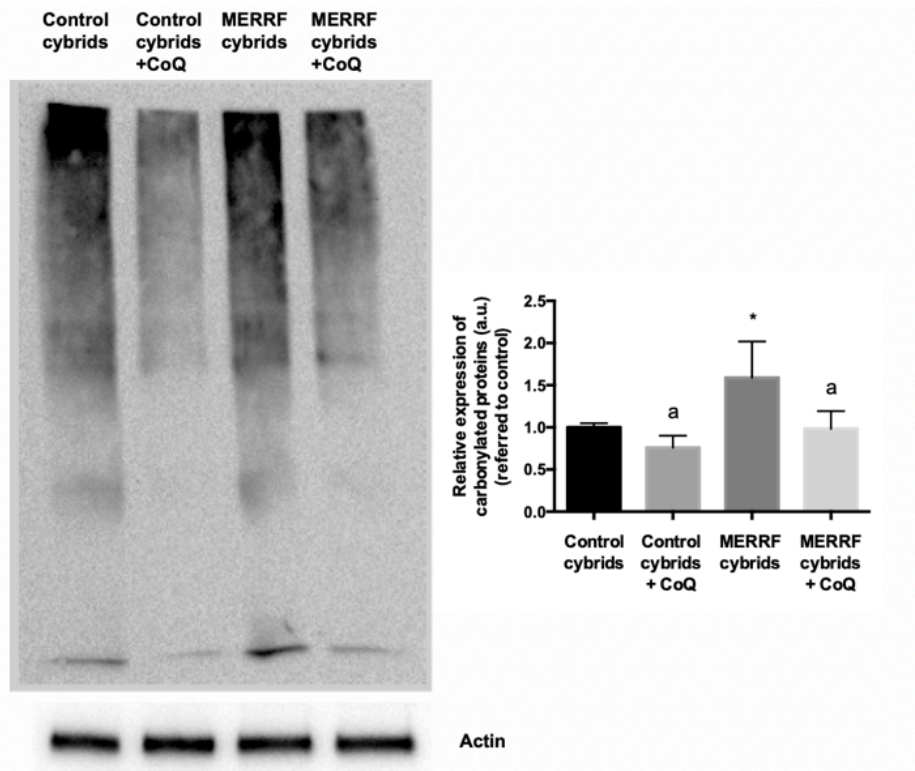 Control
cybrids
Control
cybrids
+CoQ
MERRF
cybrids
MERRF
cybrids
+CoQ
Relative expression of
carbonylated proteins (a.u.)
(referred to control)
2.5
2.0
1.5
1.0
0.5
0.0
a
*
a
Control
cybrids
Control
cybrids
+ CoQ
MERRF
cybrids
MERRF
cybrids
+ CoQ
Actin